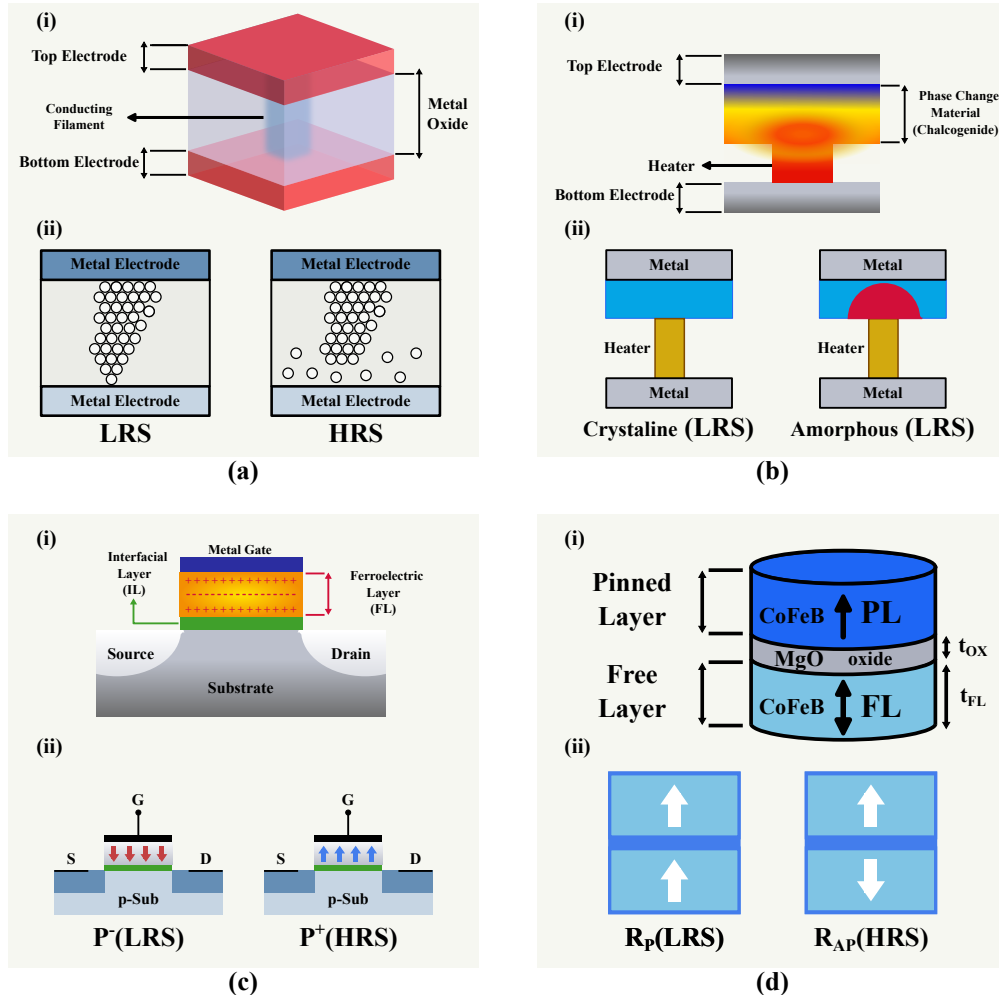 (i)
Top Electrode
Conducting
Filament
Bottom Electrode
Metal
Oxide
(ii)
Metal Electrode
Metal Electrode
LRS
Metal Electrode
Metal Electrode
HRS
(a)
(i)
Top Electrode
Phase Change
Material
(Chalcogenide)
Heater
Bottom Electrode
(ii)
Metal
Heater
Metal
Crystaline (LRS)
Metal
Heater
Metal
Amorphous (LRS)
(b)
(i)
Interfacial
Layer
(IL)
Metal Gate
+ + + + + + + + + + + +
- - - - - - - - - - - -
+ + + + + + + + + + + +
Ferroelectric
Layer
(FL)
Source
Drain
Substrate
(ii)
G
S
D
p-Sub
P⁻(LRS)
G
S
D
p-Sub
P⁺(HRS)
(c)
(i)
Pinned
Layer
CoFeB
PL
MgO oxide
tOX
Free
Layer
CoFeB
FL
tFL
(ii)
RP(LRS)
RAP(HRS)
(d)